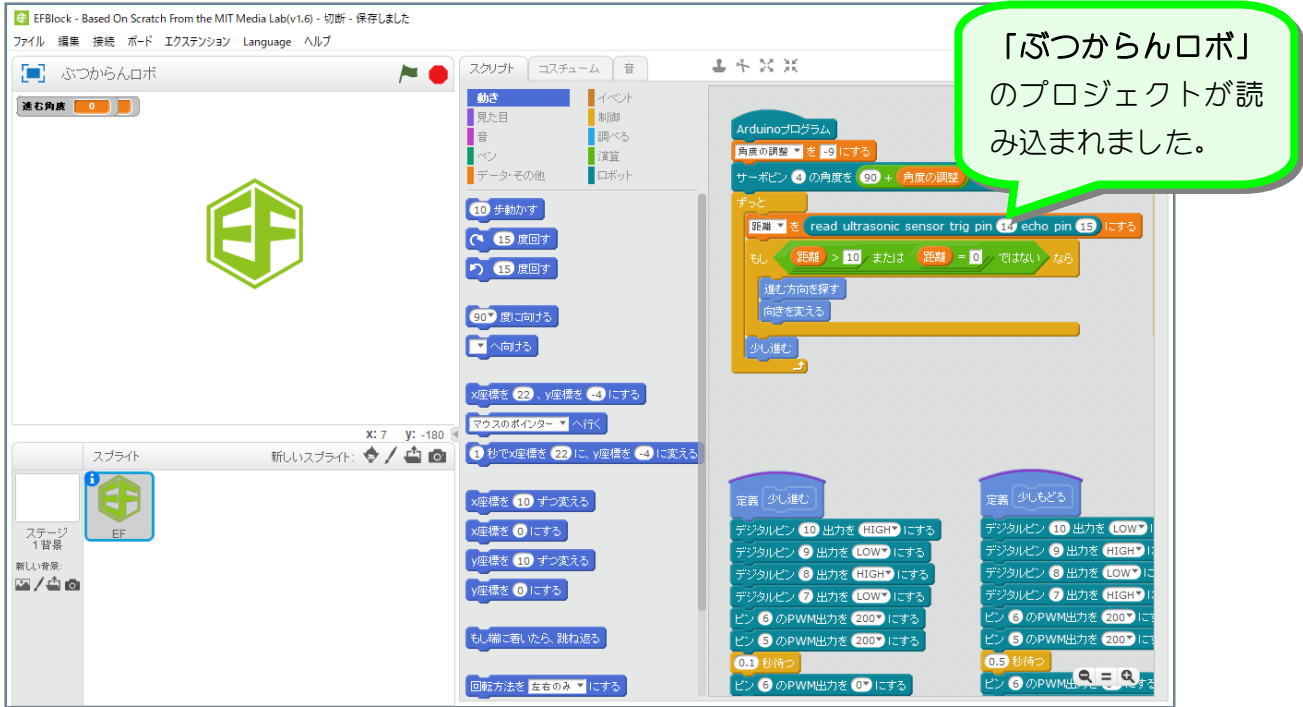 EFBlock - Based On Scratch From the MIT Media Lab(v1.6) - 切断 - 保存しました
ファイル 編集 接続 ボード エクステンション Language ヘルプ
「ぶつからんロボ」
のプロジェクトが読
み込まれました。
ぶつからんロボ
進む角度 0
X: 7 y: -180
スプライト 新しいスプライト:
ステージ
1背景
新しい背景:
EF
スクリプト コスチューム 音
動き イベント
見た目 制御
音 調べる
ペン 演算
データ・その他 ロボット
10 歩動かす
15 度回す
15 度回す
90 度に向ける
へ向ける
x座標を 22 、y座標を -4 にする
マウスのポインター へ行く
1 秒でx座標を 22 に、y座標を -4 に変える
x座標を 10 ずつ変える
x座標を 0 にする
y座標を 10 ずつ変える
y座標を 0 にする
もし端に着いたら、跳ね返る
回転方法を 左右のみ にする
Arduinoプログラム
角度の調整 を -9 にする
サーボピン 4 の角度を 90 + 角度の調整
ずっと
距離 を read ultrasonic sensor trig pin 14 echo pin 15 にする
もし 距離 > 10 または 距離 = 0 ではない なら
進む方向を探す
向きを変える
少し進む
定義 少し進む
デジタルピン 10 出力を HIGH にする
デジタルピン 9 出力を LOW にする
デジタルピン 8 出力を HIGH にする
デジタルピン 7 出力を LOW にする
ピン 6 のPWM出力を 200 にする
ピン 5 のPWM出力を 200 にする
0.1 秒待つ
ピン 6 のPWM出力を 0 にする
定義 少しもどる
デジタルピン 10 出力を LOW
デジタルピン 9 出力を HIGH
デジタルピン 8 出力を LOW
デジタルピン 7 出力を HIGH
ピン 6 のPWM出力を 200
ピン 5 のPWM出力を 200
0.5 秒待つ
ピン 6 のPWM